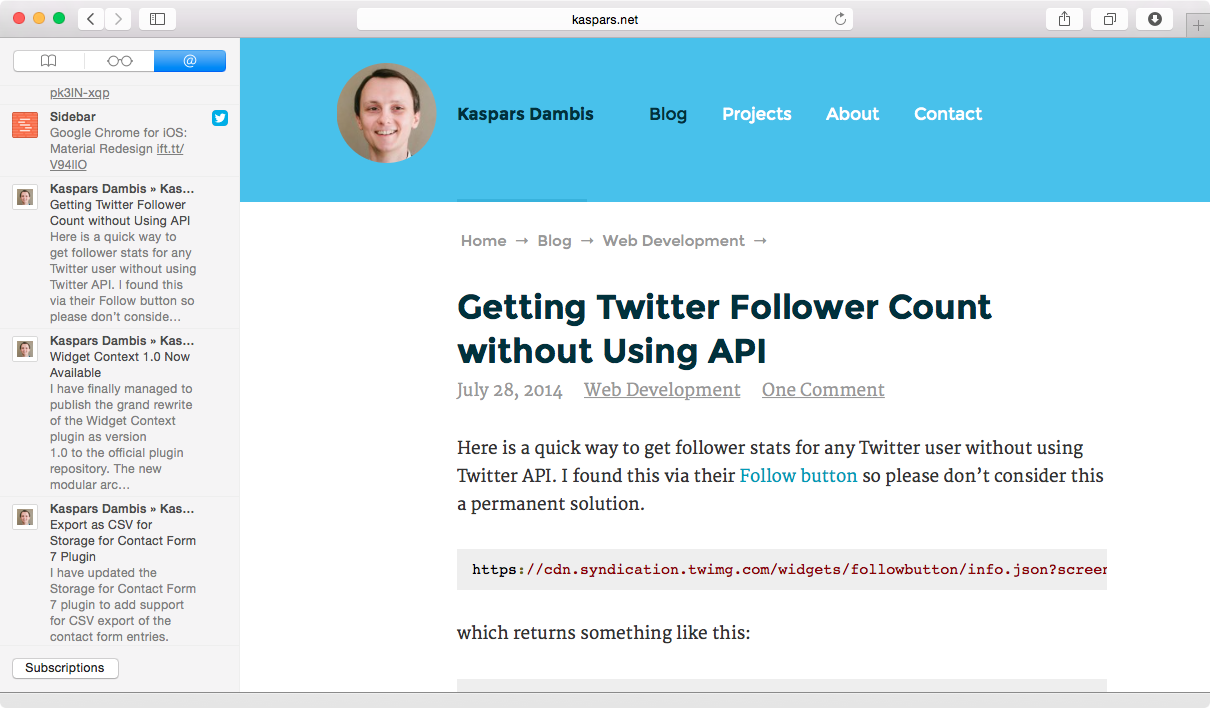 kaspars.net
@
pk3lN-xqp
Sidebar
Google Chrome for iOS:
Material Redesign ift.tt/
V94lIO
Kaspars Dambis » Kas…
Getting Twitter Follower
Count without Using API
Here is a quick way to
get follower stats for any
Twitter user without using
Twitter API. I found this
via their Follow button so
please don't conside…
Kaspars Dambis » Kas…
Widget Context 1.0 Now
Available
I have finally managed to
publish the grand rewrite
of the Widget Context
plugin as version
1.0 to the official plugin
repository. The new
modular arc…
Kaspars Dambis » Kas…
Export as CSV for
Storage for Contact Form
7 Plugin
I have updated the
Storage for Contact Form
7 plugin to add support
for CSV export of the
contact form entries.
Subscriptions
Kaspars Dambis Blog Projects About Contact
Home → Blog → Web Development →
Getting Twitter Follower Count
without Using API
July 28, 2014 Web Development One Comment
Here is a quick way to get follower stats for any Twitter user without using
Twitter API. I found this via their Follow button so please don’t consider this
a permanent solution.
https://cdn.syndication.twimg.com/widgets/followbutton/info.json?screen
which returns something like this: